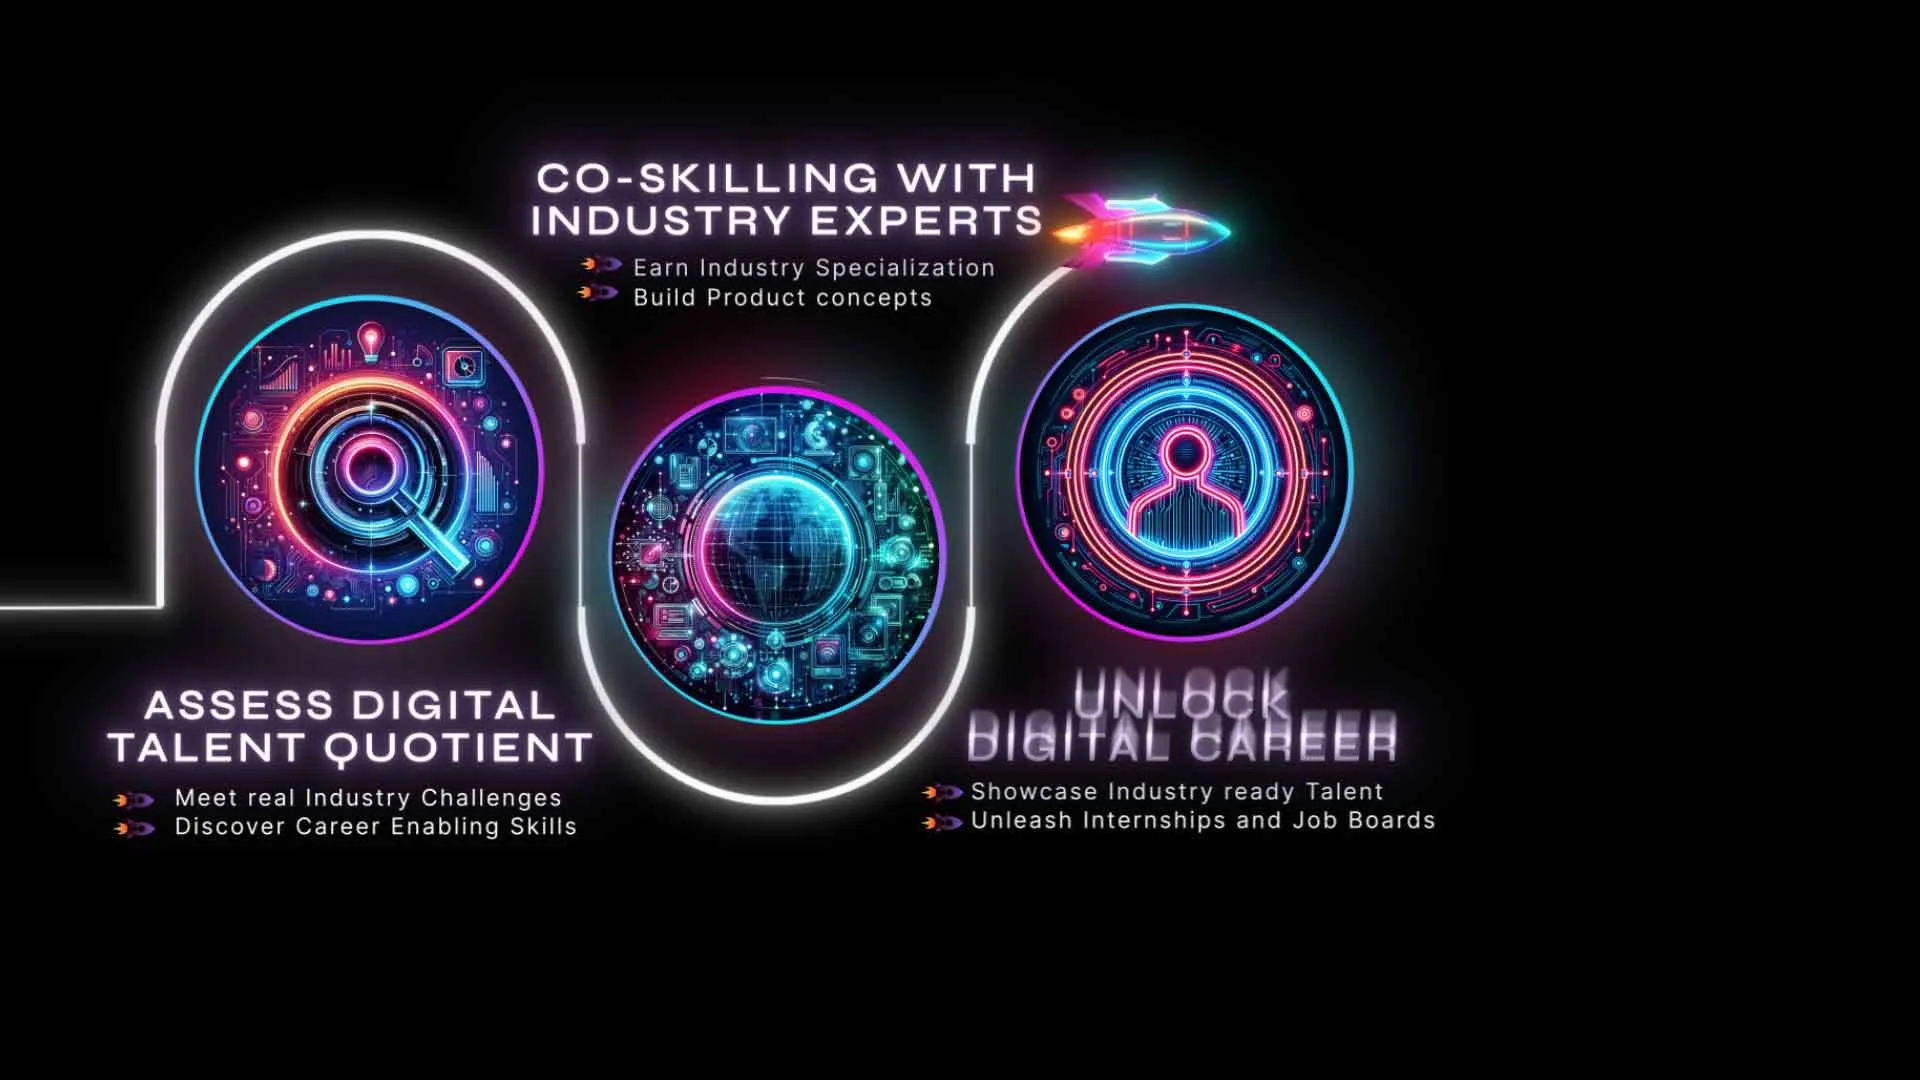 CO-SKILLING WITH
INDUSTRY EXPERTS
Earn Industry Specialization
Build Product concepts
ASSESS DIGITAL
TALENT QUOTIENT
Meet real Industry Challenges
Discover Career Enabling Skills
UNLOCK
DIGITAL CAREER
Showcase Industry ready Talent
Unleash Internships and Job Boards